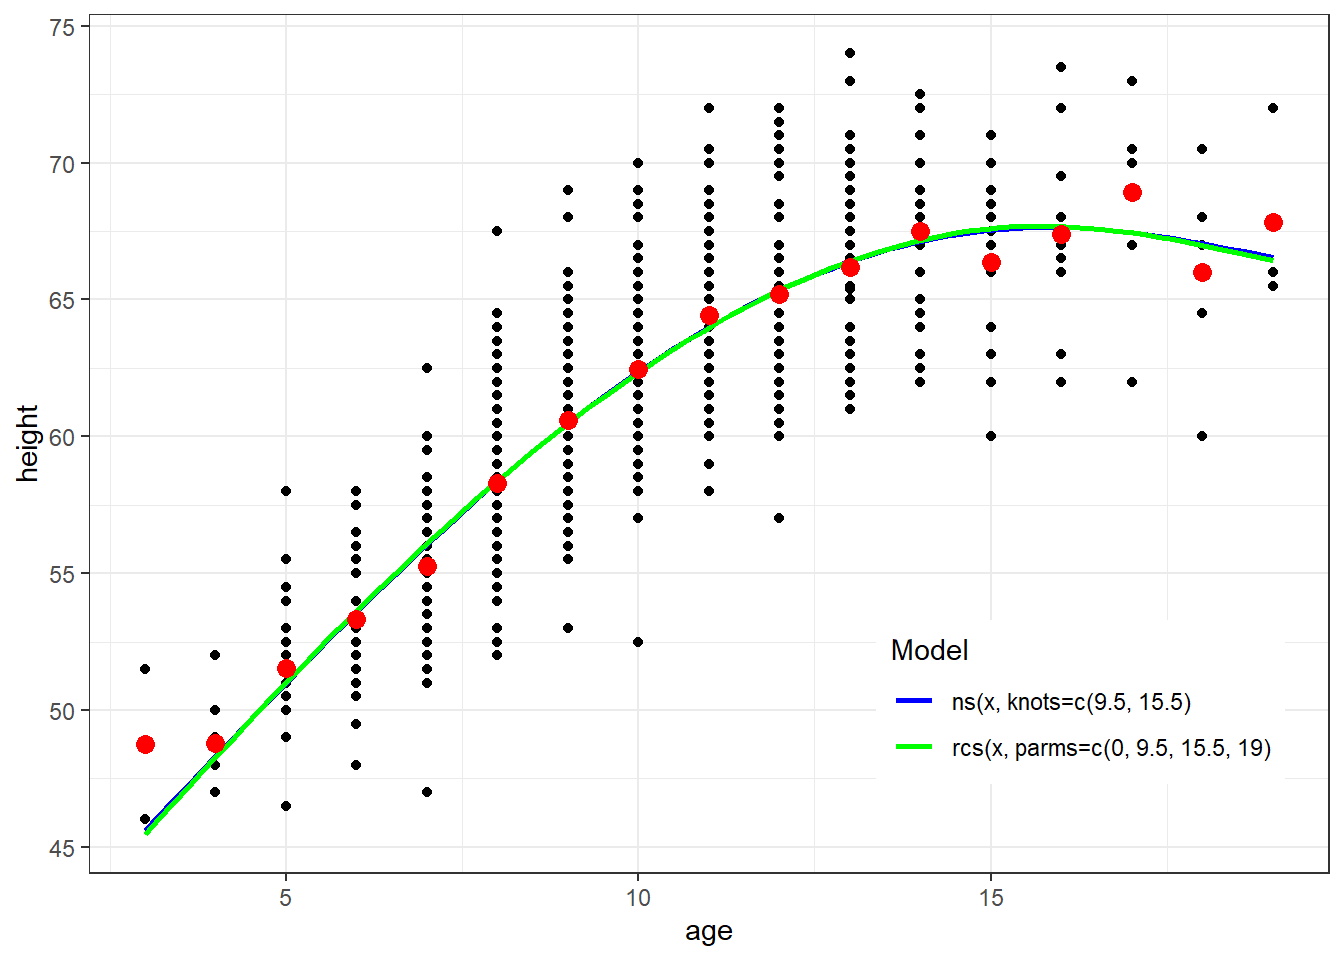 75
70
65
60
55
50
45
height
5
10
15
age
Model
ns(x, knots=c(9.5, 15.5)
rcs(x, parms=c(0, 9.5, 15.5, 19)